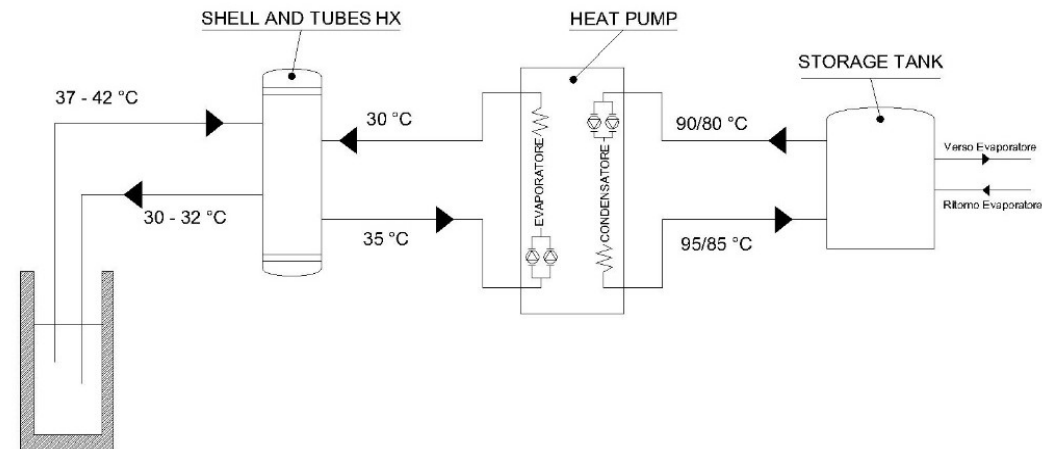 SHELL AND TUBES HX
HEAT PUMP
STORAGE TANK
37 - 42 °C
30 °C
90/80 °C
Verso Evaporatore
EVAPORATORE
CONDENSATORE
30 - 32 °C
35 °C
95/85 °C
Ritorno Evaporatore